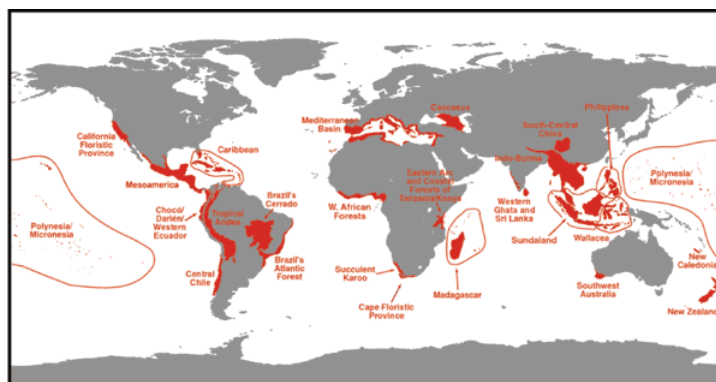 California
Floristic
Province
Caribbean
Mesoamerica
Polynesia/
Micronesia
Chocó/
Darién/
Western
Ecuador
Tropical
Andes
Brazil's
Cerrado
Central
Chile
Brazil's
Atlantic
Forest
Mediterranean
Basin
Caucasus
W. African
Forests
Eastern Arc
and Coastal
Forests of
Tanzania/Kenya
Succulent
Karoo
Cape Floristic
Province
Madagascar
Philippines
South-Central
China
Indo-Burma
Western
Ghats and
Sri Lanka
Sundaland
Wallacea
Polynesia/
Micronesia
New
Caledonia
Southwest
Australia
New Zealand